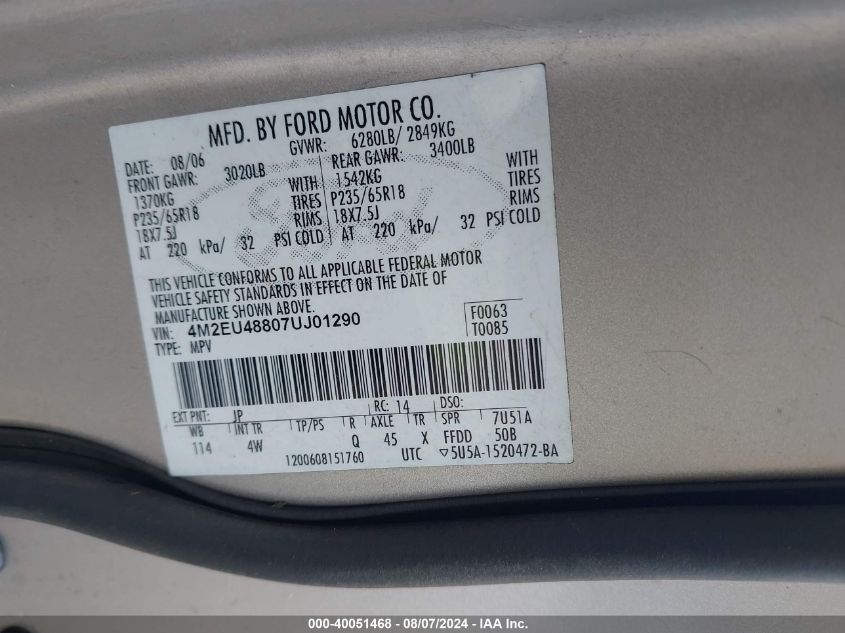 MFD. BY FORD MOTOR CO.
DATE: 08/06 GVWR: 6280LB/ 2849KG
FRONT GAWR: 3020LB REAR GAWR: 3400LB
1370KG WITH 1542KG WITH
P235/65R18 TIRES P235/65R18 TIRES
18X7.5J RIMS 18X7.5J RIMS
AT 220 kPa/ 32 PSI COLD AT 220 kPa/ 32 PSI COLD
THIS VEHICLE CONFORMS TO ALL APPLICABLE FEDERAL MOTOR
VEHICLE SAFETY STANDARDS IN EFFECT ON THE DATE OF
MANUFACTURE SHOWN ABOVE.
VIN: 4M2EU48807UJ01290 F0063
TYPE: MPV T0085
EXT PNT: JP RC: 14 DSO:
WB INT TR TP/PS R AXLE TR SPR 7U51A
114 4W Q 45 X FFDD 50B
1200608151760 UTC ▽5U5A-1520472-BA
000-40051468 - 08/07/2024 - IAA Inc.